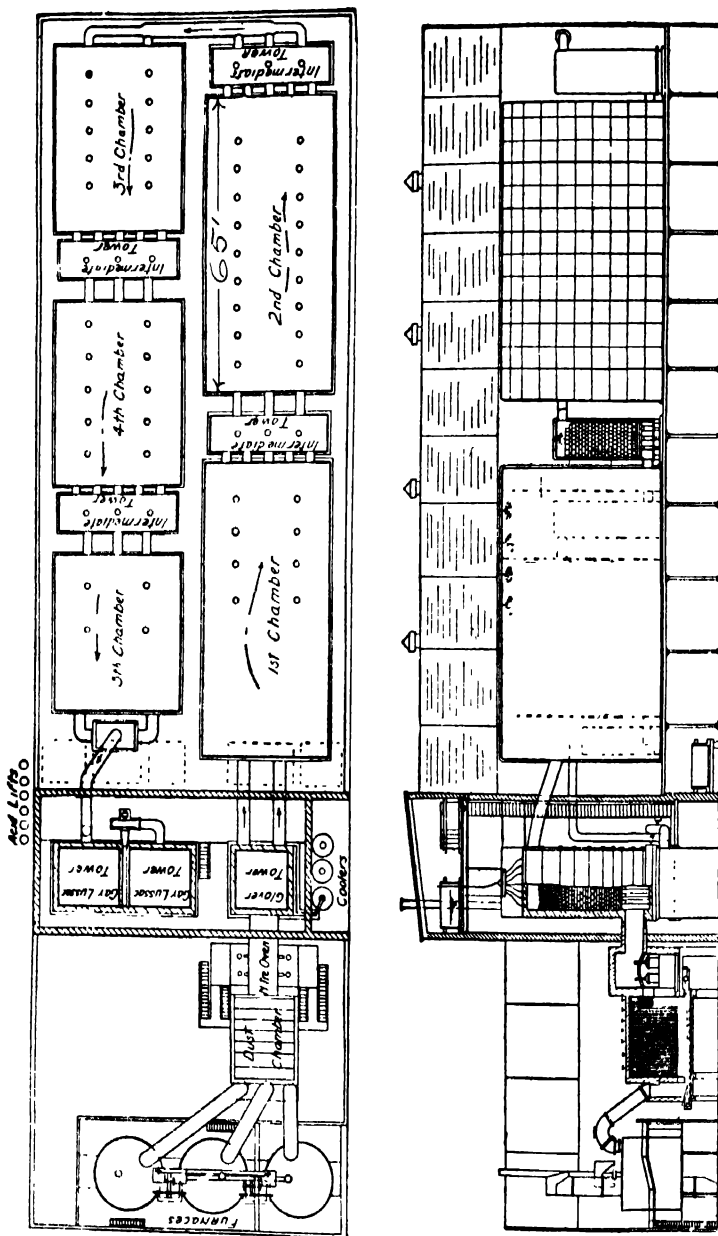 Intermediate
Tower
3rd Chamber
65'
2nd Chamber
Intermediate
Tower
4th Chamber
Intermediate
Tower
Intermediate
Tower
1st Chamber
5th Chamber
Acid Lifts
Gay Lussac
Tower
Gay Lussac
Tower
Glover
Tower
Coolers
Nitre Oven
Dust
Chamber
FURNACES